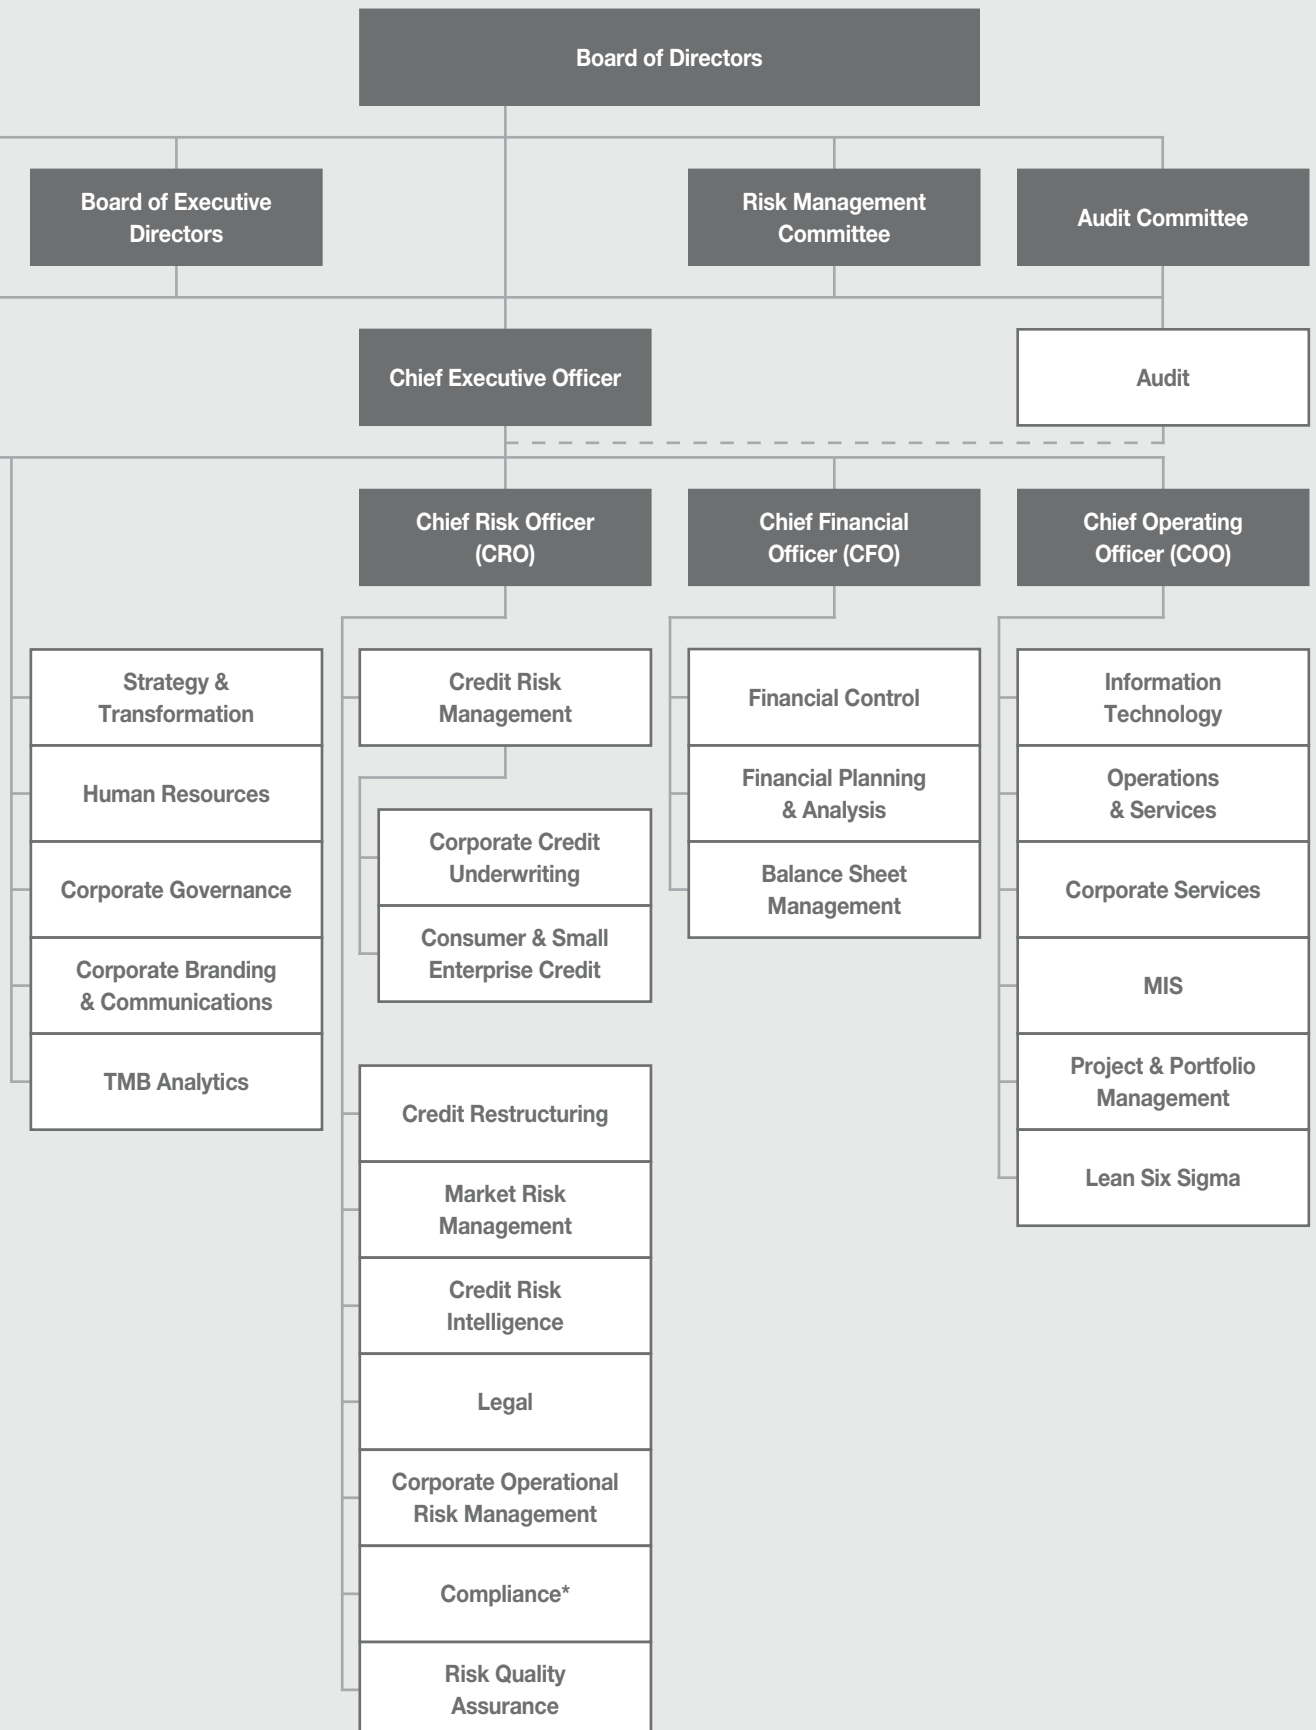 Board of Directors
Board of Executive
Directors
Risk Management
Committee
Audit Committee
Chief Executive Officer
Audit
Chief Risk Officer
(CRO)
Chief Financial
Officer (CFO)
Chief Operating
Officer (COO)
Strategy &
Transformation
Human Resources
Corporate Governance
Corporate Branding
& Communications
TMB Analytics
Credit Risk
Management
Corporate Credit
Underwriting
Consumer & Small
Enterprise Credit
Credit Restructuring
Market Risk
Management
Credit Risk
Intelligence
Legal
Corporate Operational
Risk Management
Compliance*
Risk Quality
Assurance
Financial Control
Financial Planning
& Analysis
Balance Sheet
Management
Information
Technology
Operations
& Services
Corporate Services
MIS
Project & Portfolio
Management
Lean Six Sigma